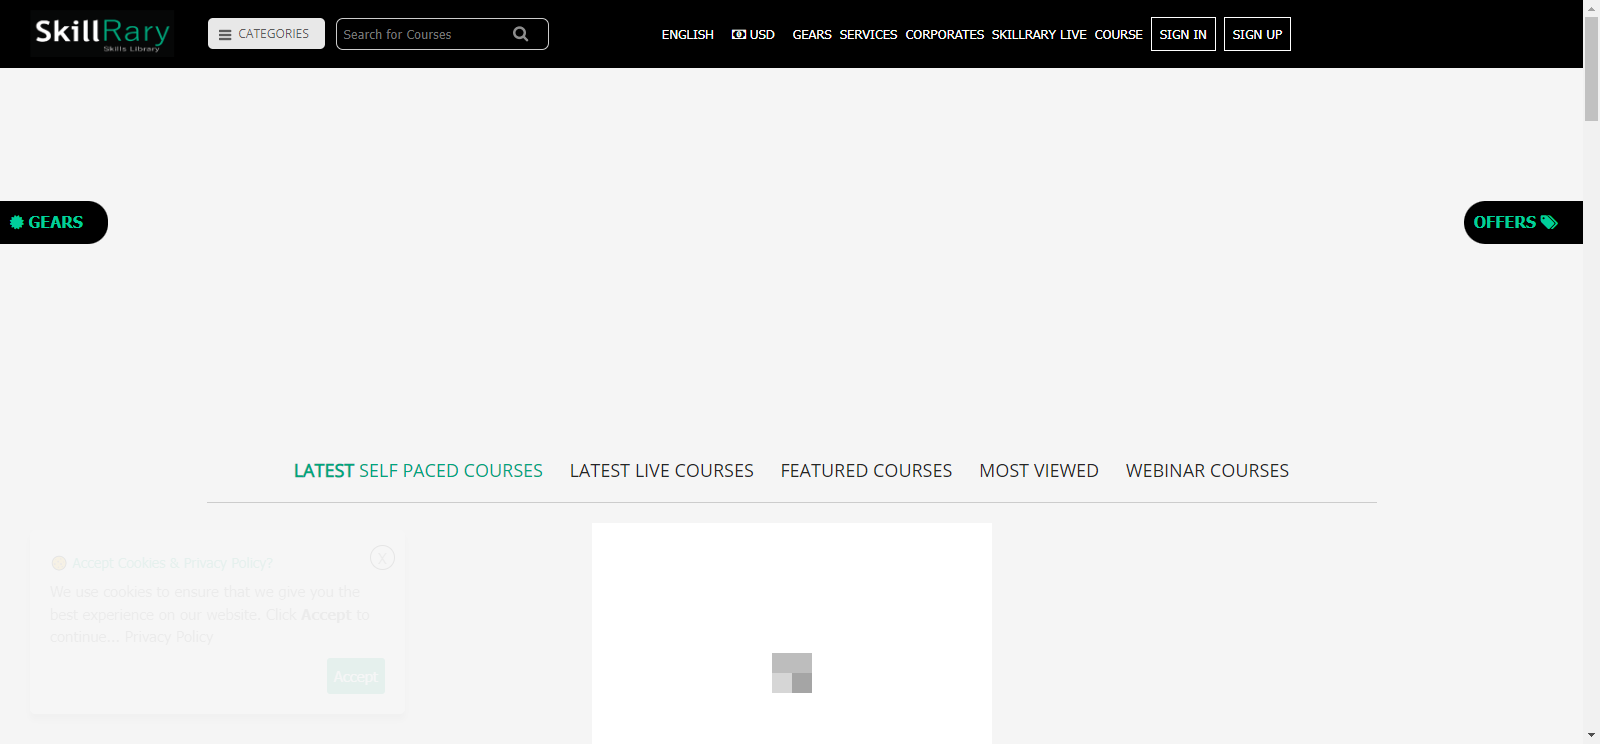 SkillRary
Skills Library
CATEGORIES
Search for Courses
ENGLISH
USD
GEARS
SERVICES
CORPORATES
SKILLRARY LIVE
COURSE
SIGN IN
SIGN UP
GEARS
OFFERS
LATEST SELF PACED COURSES
LATEST LIVE COURSES
FEATURED COURSES
MOST VIEWED
WEBINAR COURSES
Accept Cookies & Privacy Policy?
X
We use cookies to ensure that we give you the
best experience on our website. Click Accept to
continue... Privacy Policy
Accept